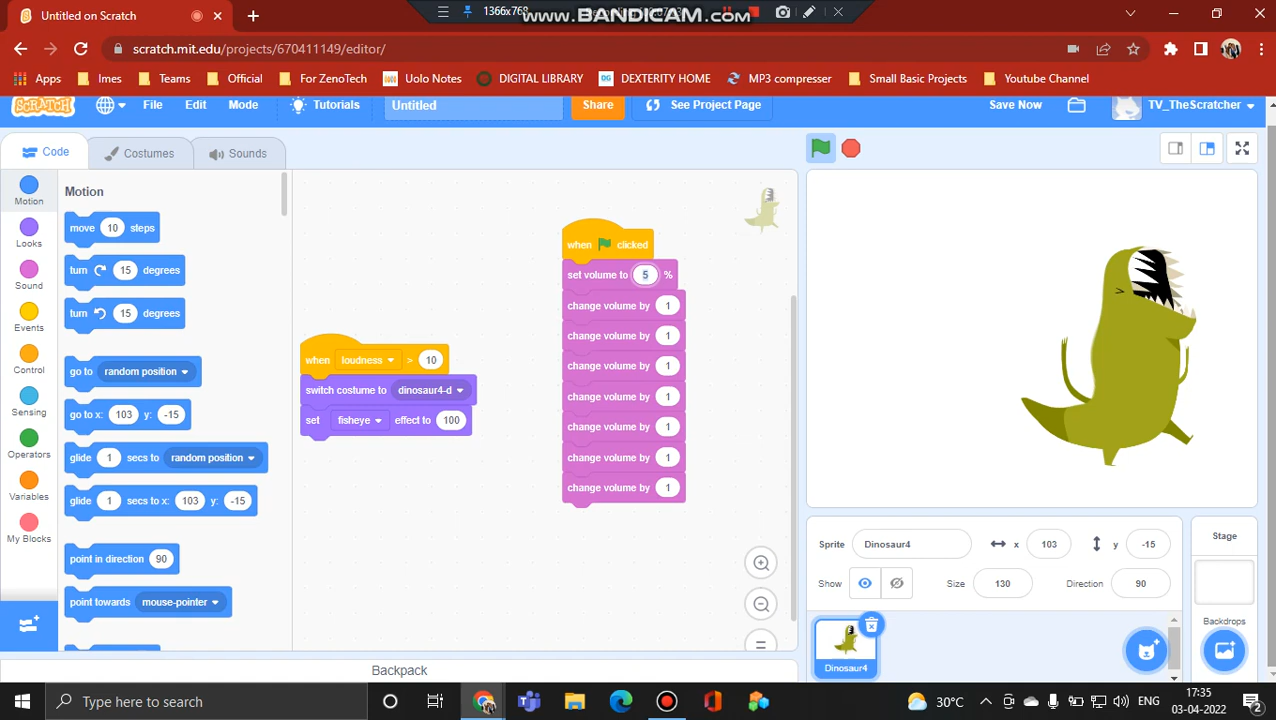 Untitled on Scratch
1366x768
www.BANDICAM.com
scratch.mit.edu/projects/670411149/editor/
Apps Imes Teams Official For ZenoTech Uolo Notes DIGITAL LIBRARY DEXTERITY HOME MP3 compresser Small Basic Projects Youtube Channel
SCRATCH File Edit Mode Tutorials Untitled Share See Project Page Save Now TV_TheScratcher
Code Costumes Sounds
Motion
Looks
Sound
Events
Control
Sensing
Operators
Variables
My Blocks
Motion
move 10 steps
turn 15 degrees
turn 15 degrees
go to random position
go to x: 103 y: -15
glide 1 secs to random position
glide 1 secs to x: 103 y: -15
point in direction 90
point towards mouse-pointer
when loudness > 10
switch costume to dinosaur4-d
set fisheye effect to 100
when clicked
set volume to 5 %
change volume by 1
change volume by 1
change volume by 1
change volume by 1
change volume by 1
change volume by 1
change volume by 1
Sprite Dinosaur4 x 103 y -15
Show Size 130 Direction 90
Dinosaur4
Stage
Backdrops
Backpack
Type here to search
30°C
ENG
17:35
03-04-2022
2